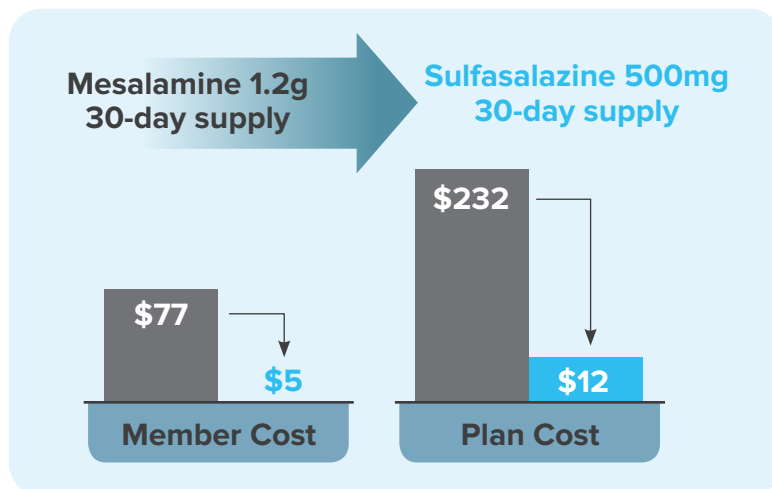 Mesalamine 1.2g
30-day supply
Sulfasalazine 500mg
30-day supply
$77
$5
Member Cost
$232
$12
Plan Cost